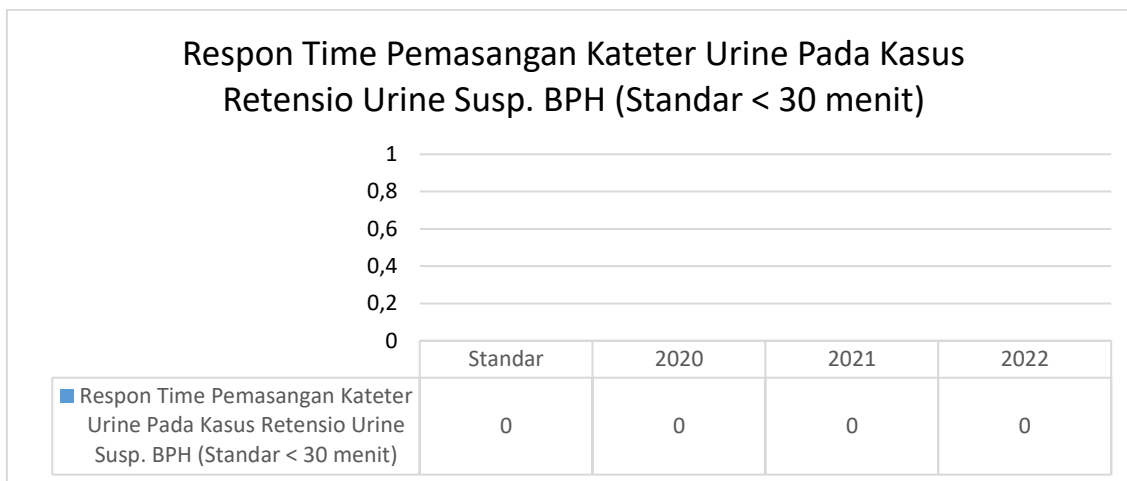 Respon Time Pemasangan Kateter Urine Pada Kasus
Retensio Urine Susp. BPH (Standar < 30 menit)
1
0,8
0,6
0,4
0,2
0
Standar 2020 2021 2022
Respon Time Pemasangan Kateter
Urine Pada Kasus Retensio Urine
Susp. BPH (Standar < 30 menit)
0 0 0 0